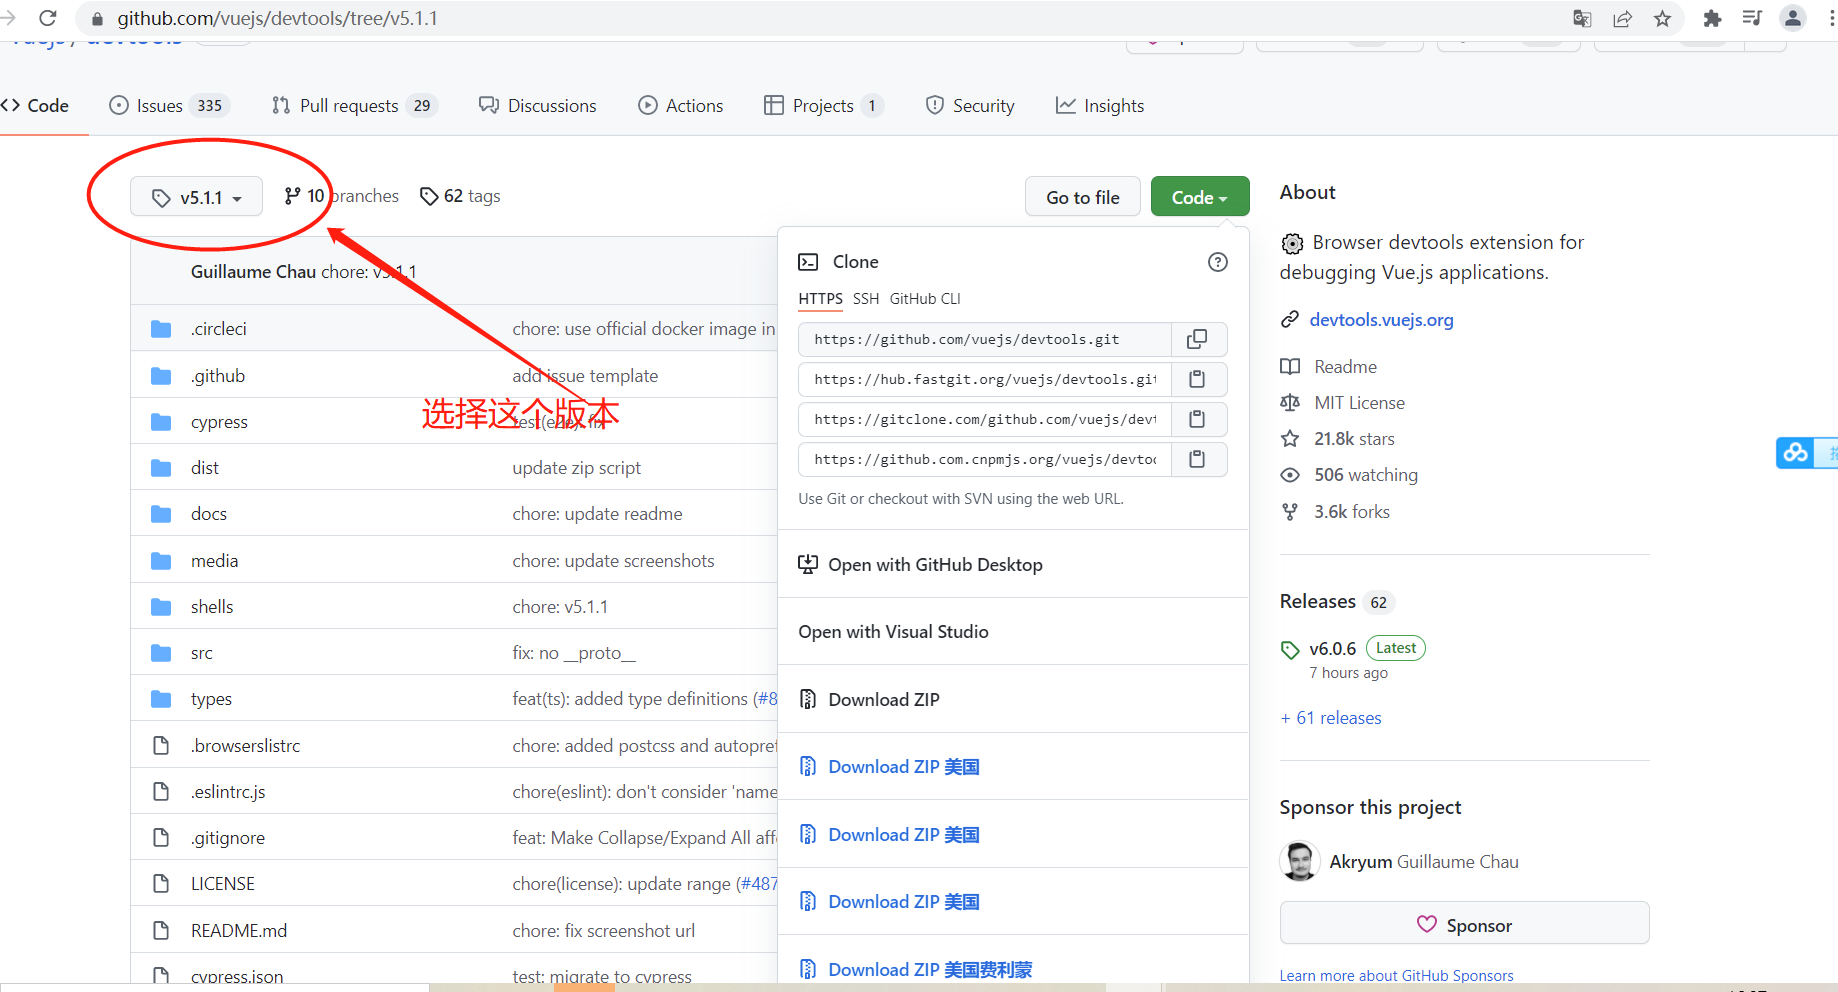 github.com/vuejs/devtools/tree/v5.1.1
Code
Issues 335
Pull requests 29
Discussions
Actions
Projects 1
Security
Insights
v5.1.1
10 branches
62 tags
Go to file
Code
Guillaume Chau chore: v5.1.1
.circleci chore: use official docker image in
.github add issue template
选择这个版本
cypress test(e2e): fix
dist update zip script
docs chore: update readme
media chore: update screenshots
shells chore: v5.1.1
src fix: no __proto__
types feat(ts): added type definitions (#8
.browserslistrc chore: added postcss and autopref
.eslintrc.js chore(eslint): don't consider 'name
.gitignore feat: Make Collapse/Expand All aff
LICENSE chore(license): update range (#487
README.md chore: fix screenshot url
cypress.json test: migrate to cypress
Clone
HTTPS SSH GitHub CLI
https://github.com/vuejs/devtools.git
https://hub.fastgit.org/vuejs/devtools.git
https://gitclone.com/github.com/vuejs/devt
https://github.com.cnpmjs.org/vuejs/devtoo
Use Git or checkout with SVN using the web URL.
Open with GitHub Desktop
Open with Visual Studio
Download ZIP
Download ZIP 美国
Download ZIP 美国
Download ZIP 美国
Download ZIP 美国费利蒙
About
Browser devtools extension for
debugging Vue.js applications.
devtools.vuejs.org
Readme
MIT License
21.8k stars
506 watching
3.6k forks
Releases 62
v6.0.6 Latest
7 hours ago
+ 61 releases
Sponsor this project
Akryum Guillaume Chau
Sponsor
Learn more about GitHub Sponsors